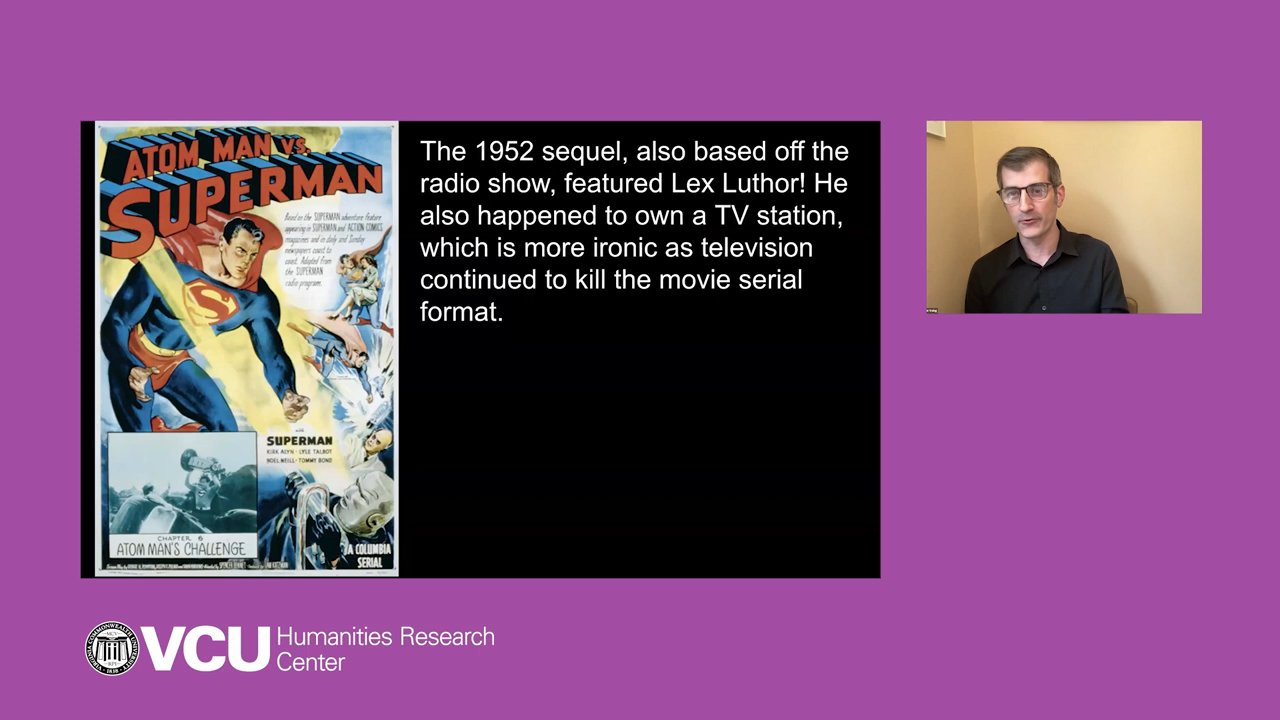 ATOM MAN VS.
SUPERMAN
Based on the SUPERMAN adventure feature
appearing in SUPERMAN and ACTION COMICS
magazines and in daily and Sunday
newspapers coast to
coast. Adapted from
the SUPERMAN
radio program.
with
SUPERMAN
KIRK ALYN · LYLE TALBOT
NOEL NEILL · TOMMY BOND
CHAPTER 6
ATOM MAN'S CHALLENGE
A COLUMBIA
SERIAL
The 1952 sequel, also based off the
radio show, featured Lex Luthor! He
also happened to own a TV station,
which is more ironic as television
continued to kill the movie serial
format.
VCU
Humanities Research
Center